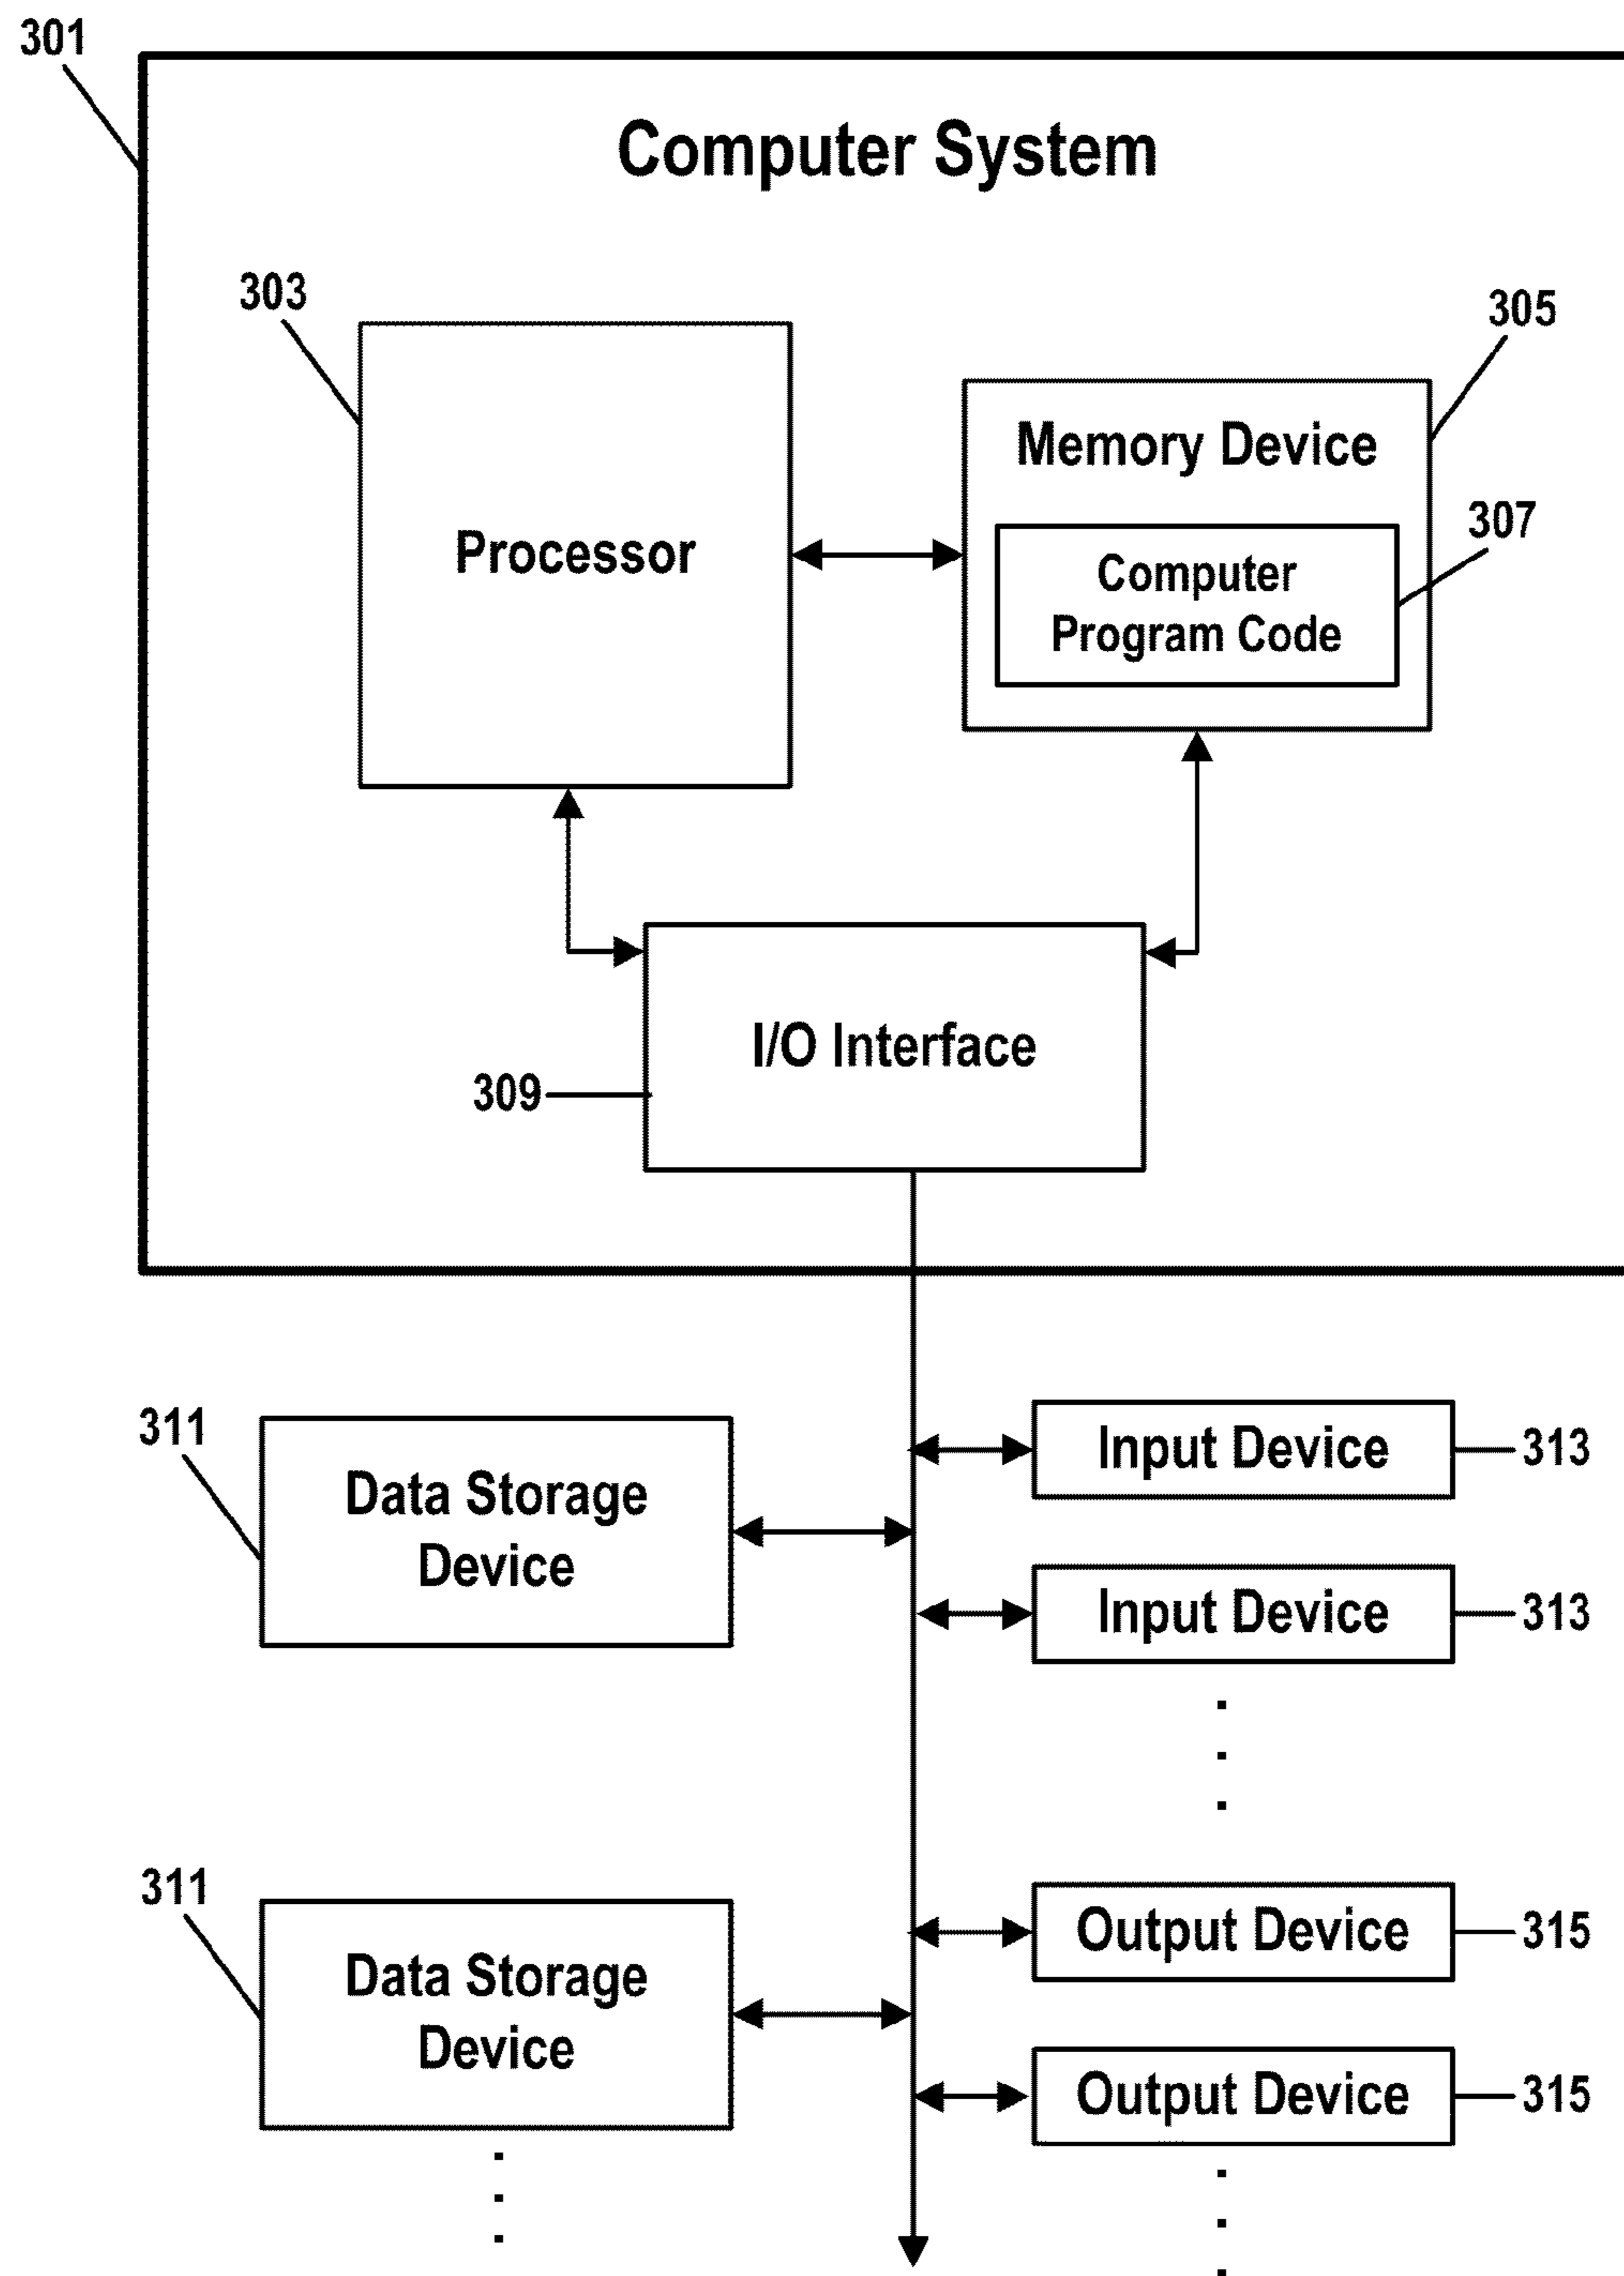 301
Computer System
303
305
Memory Device
307
Processor
Computer
Program Code
I/O Interface
309
311
Input Device
313
Data Storage
Device
Input Device
313
311
Output Device
315
Data Storage
Device
Output Device
315